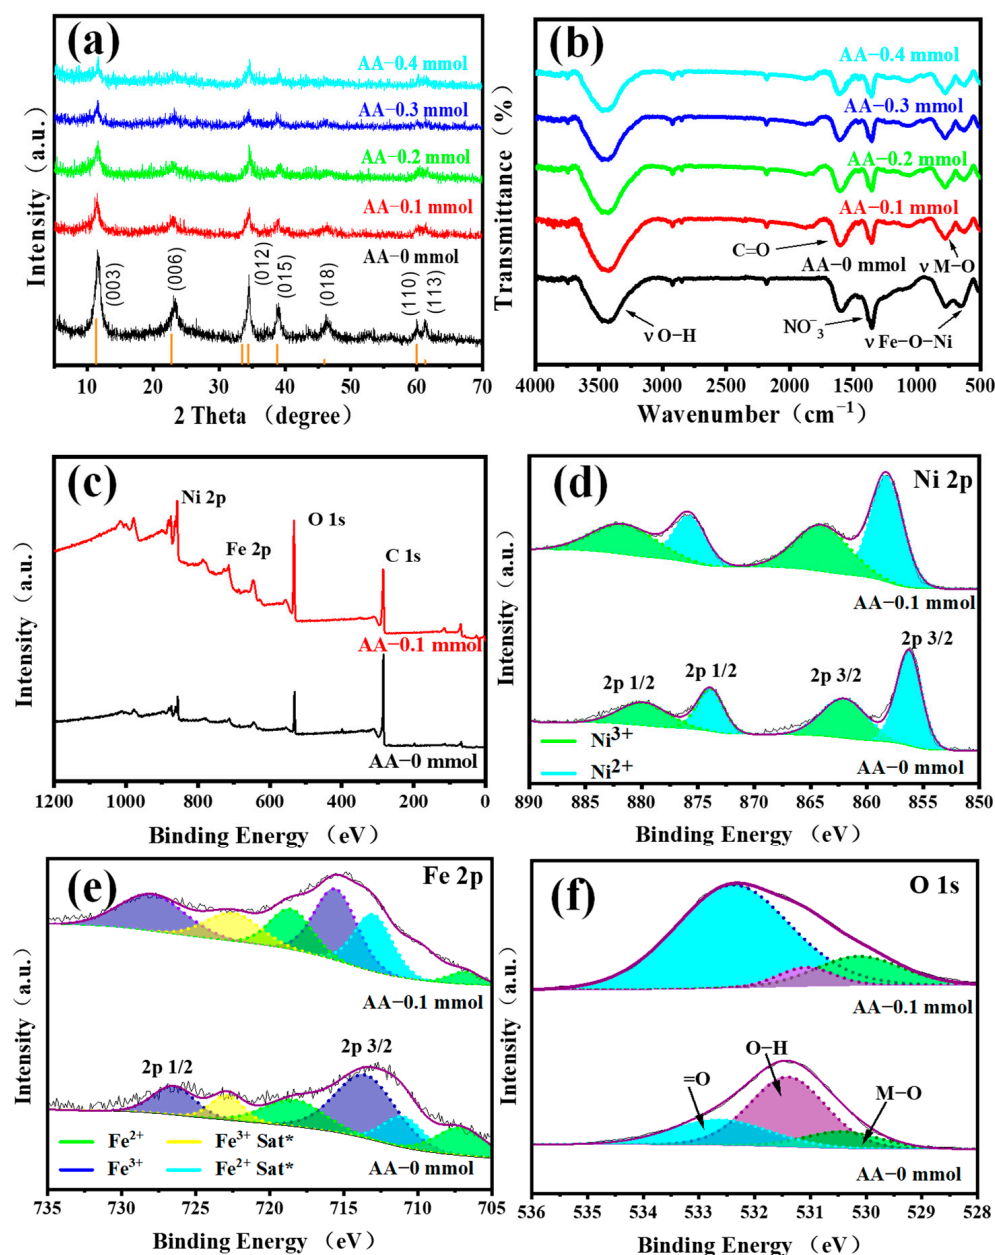 (a)
AA−0.4 mmol
AA−0.3 mmol
AA−0.2 mmol
AA−0.1 mmol
AA−0 mmol
(003)
(006)
(012)
(015)
(018)
(110)
(113)
Intensity（a.u.）
10 20 30 40 50 60 70
2 Theta （degree）
(b)
AA−0.4 mmol
AA−0.3 mmol
AA−0.2 mmol
AA−0.1 mmol
C=O
AA−0 mmol
ν M−O
ν O−H
NO₃⁻
ν Fe−O−Ni
Transmittance（%）
4000 3500 3000 2500 2000 1500 1000 500
Wavenumber（cm⁻¹）
(c)
Ni 2p
O 1s
Fe 2p
C 1s
AA−0.1 mmol
AA−0 mmol
Intensity（a.u.）
1200 1000 800 600 400 200 0
Binding Energy （eV）
(d)
Ni 2p
AA−0.1 mmol
2p 3/2
2p 1/2
2p 1/2
2p 3/2
Ni³⁺
Ni²⁺
AA−0 mmol
Intensity（a.u.）
890 885 880 875 870 865 860 855 850
Binding Energy （eV）
(e)
Fe 2p
AA−0.1 mmol
2p 1/2
2p 3/2
Fe²⁺
Fe³⁺ Sat*
Fe³⁺
Fe²⁺ Sat*
AA−0 mmol
Intensity（a.u.）
735 730 725 720 715 710 705
Binding Energy （eV）
(f)
O 1s
AA−0.1 mmol
O−H
=O
M−O
AA−0 mmol
Intensity（a.u.）
536 535 534 533 532 531 530 529 528
Binding Energy （eV）